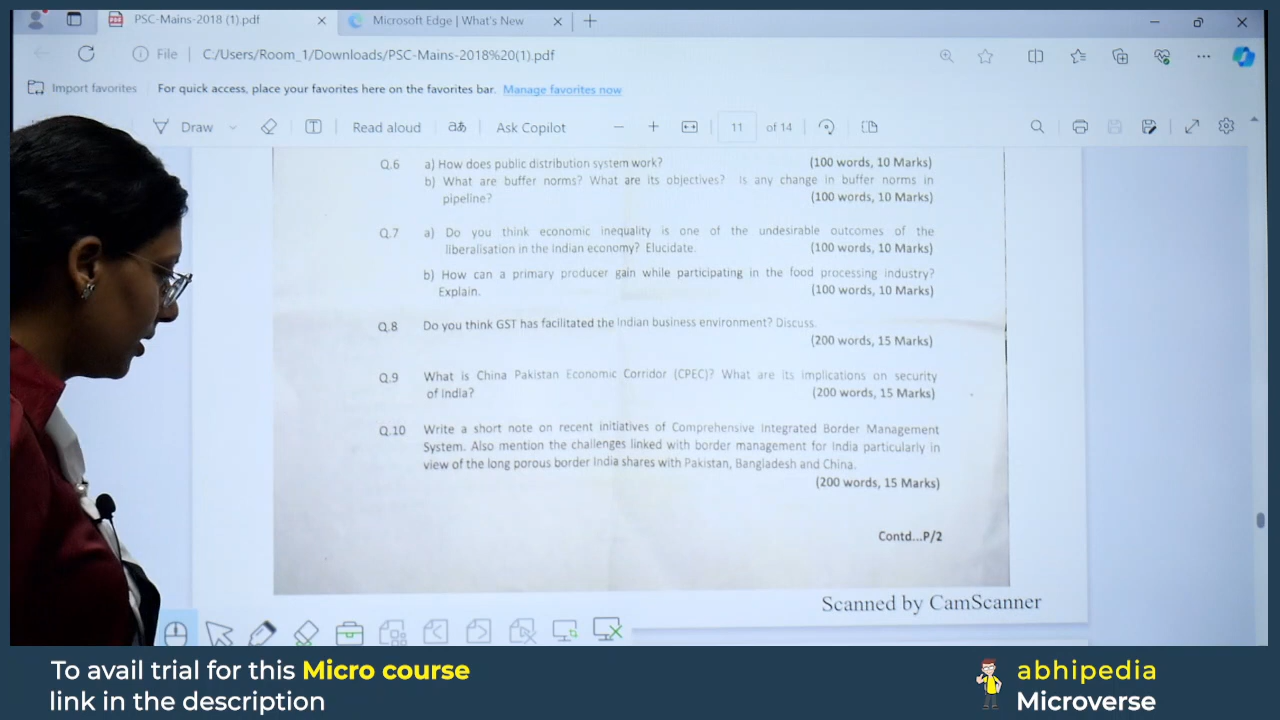 PSC-Mains-2018 (1).pdf
Microsoft Edge | What's New
File
C:/Users/Room_1/Downloads/PSC-Mains-2018%20(1).pdf
Import favorites
For quick access, place your favorites here on the favorites bar. Manage favorites now
Draw
Read aloud
Ask Copilot
11 of 14
Q.6 a) How does public distribution system work? (100 words, 10 Marks)
b) What are buffer norms? What are its objectives? Is any change in buffer norms in
pipeline? (100 words, 10 Marks)
Q.7 a) Do you think economic inequality is one of the undesirable outcomes of the
liberalisation in the Indian economy? Elucidate. (100 words, 10 Marks)
b) How can a primary producer gain while participating in the food processing industry?
Explain. (100 words, 10 Marks)
Q.8 Do you think GST has facilitated the Indian business environment? Discuss.
(200 words, 15 Marks)
Q.9 What is China Pakistan Economic Corridor (CPEC)? What are its implications on security
of India? (200 words, 15 Marks)
Q.10 Write a short note on recent initiatives of Comprehensive Integrated Border Management
System. Also mention the challenges linked with border management for India particularly in
view of the long porous border India shares with Pakistan, Bangladesh and China.
(200 words, 15 Marks)
Contd...P/2
Scanned by CamScanner
To avail trial for this Micro course
link in the description
abhipedia
Microverse